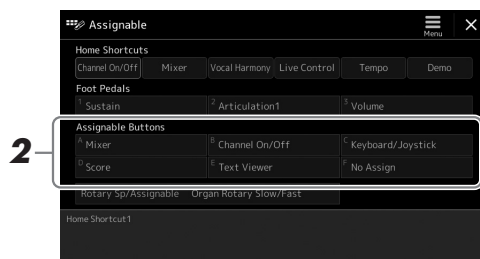 Assignable
Menu
Home Shortcuts
Channel On/Off Mixer Vocal Harmony Live Control Tempo Demo
Foot Pedals
1 Sustain 2 Articulation1 3 Volume
Assignable Buttons
2
A Mixer B Channel On/Off C Keyboard/Joystick
D Score E Text Viewer F No Assign
Rotary Sp/Assignable Organ Rotary Slow/Fast
Home Shortcut1